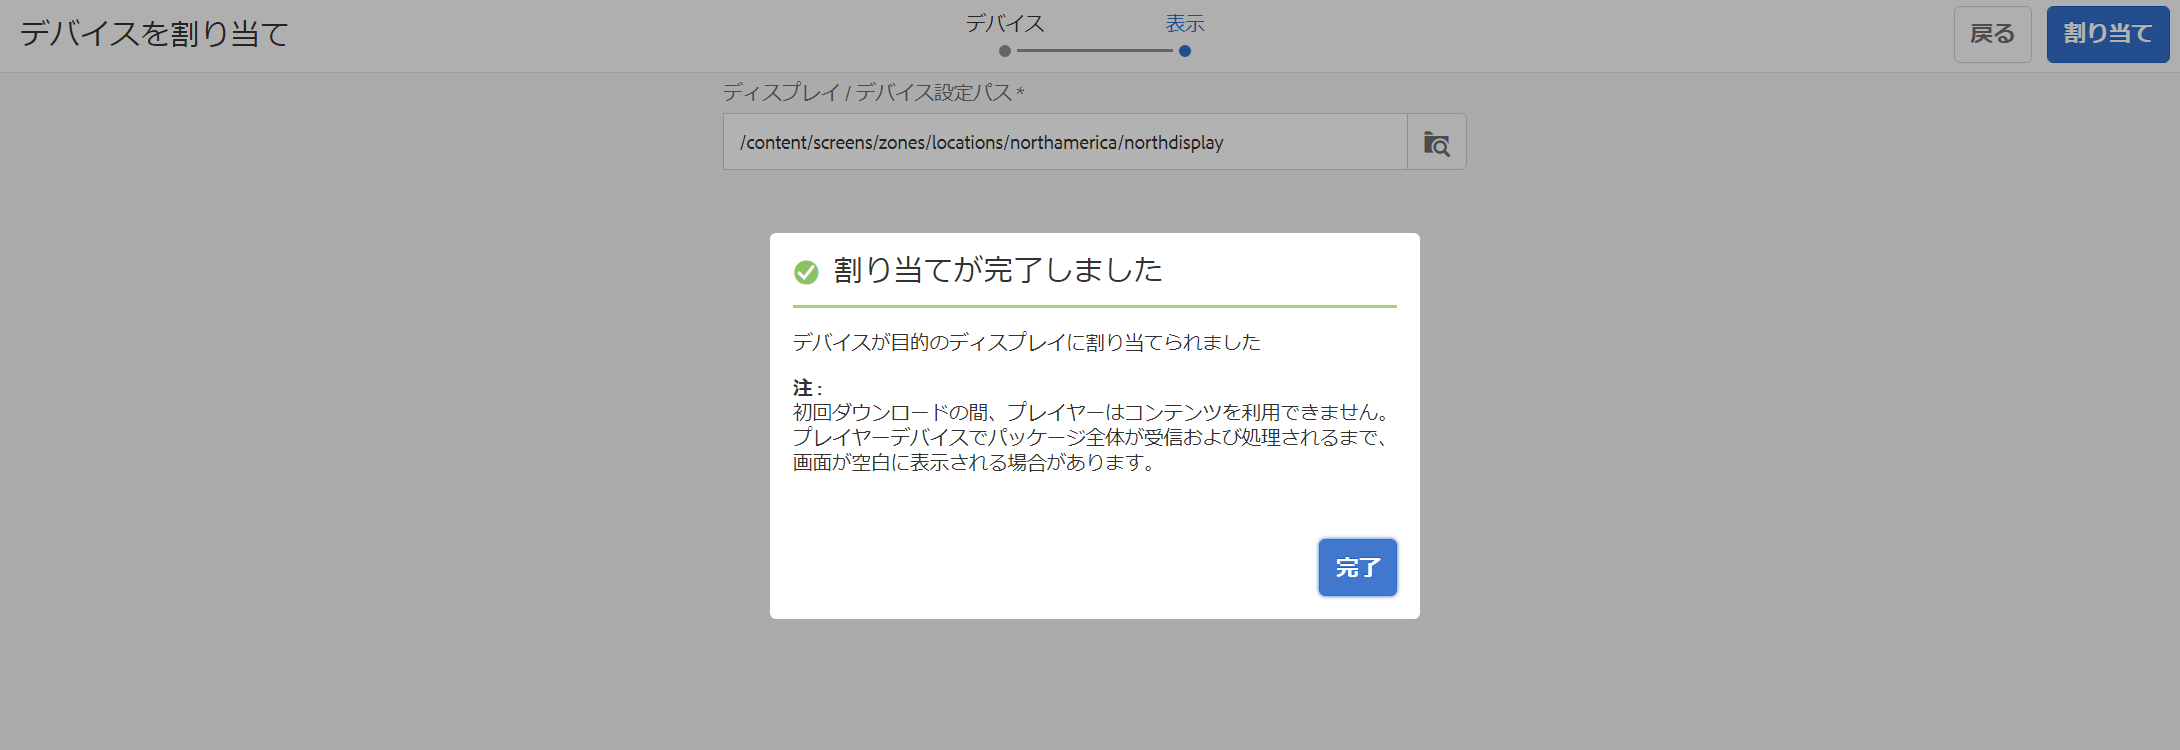 デバイスを割り当て
デバイス
表示
戻る
割り当て
ディスプレイ / デバイス設定パス *
/content/screens/zones/locations/northamerica/northdisplay
割り当てが完了しました
デバイスが目的のディスプレイに割り当てられました
注 :
初回ダウンロードの間、プレイヤーはコンテンツを利用できません。
プレイヤーデバイスでパッケージ全体が受信および処理されるまで、
画面が空白に表示される場合があります。
完了